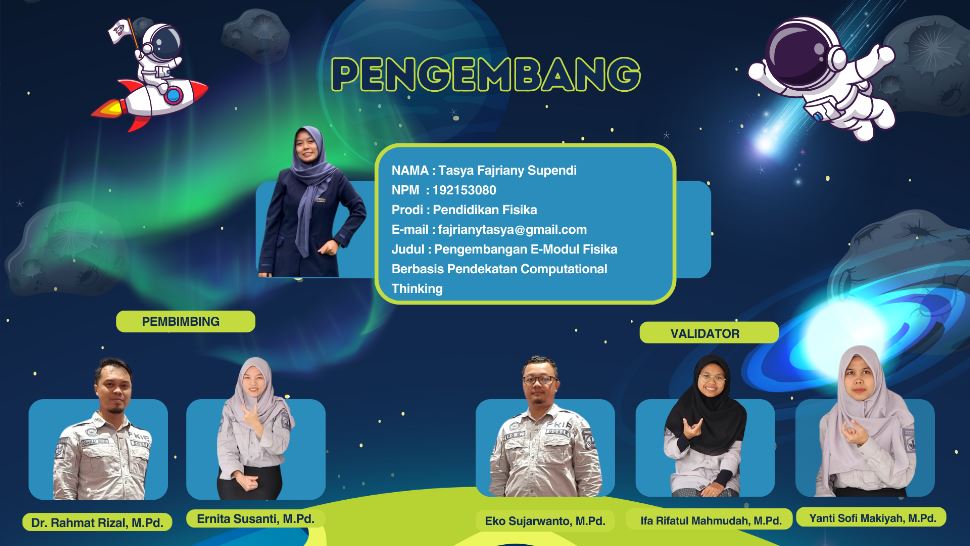 PENGEMBANG
NAMA : Tasya Fajriany Supendi
NPM : 192153080
Prodi : Pendidikan Fisika
E-mail : fajrianytasya@gmail.com
Judul : Pengembangan E-Modul Fisika
Berbasis Pendekatan Computational
Thinking
PEMBIMBING
VALIDATOR
FKIP
FKIP
Dr. Rahmat Rizal, M.Pd.
Ernita Susanti, M.Pd.
Eko Sujarwanto, M.Pd.
Ifa Rifatul Mahmudah, M.Pd.
Yanti Sofi Makiyah, M.Pd.